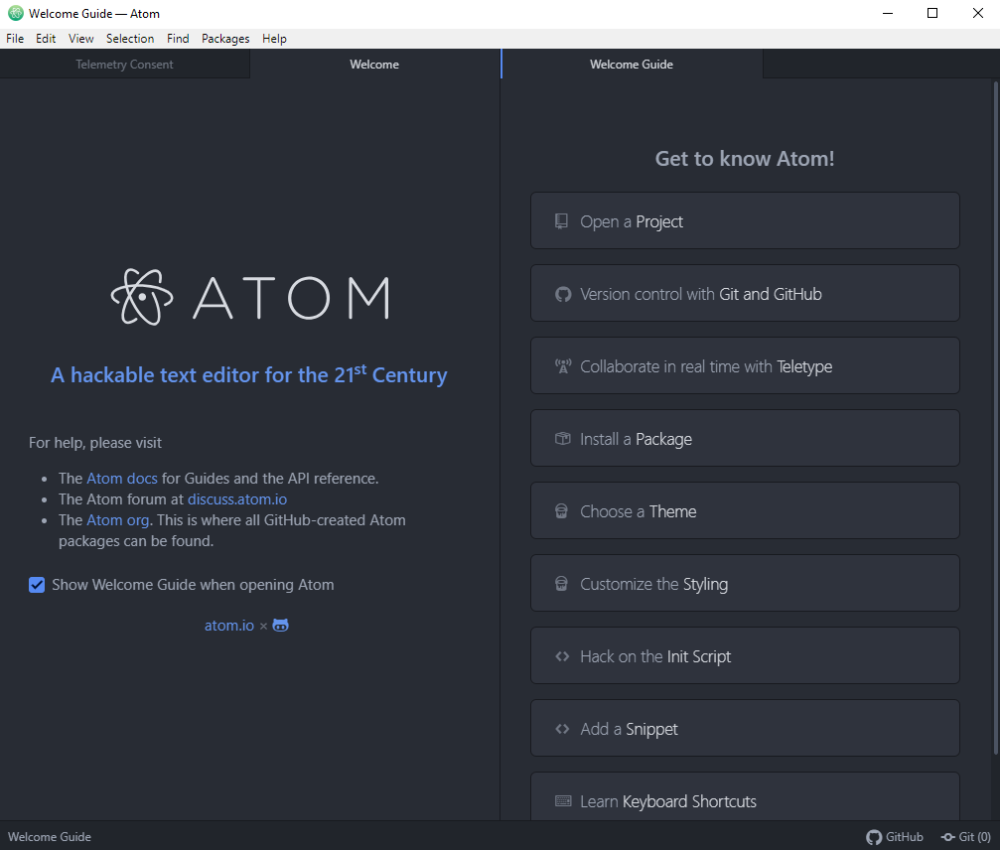 Welcome Guide — Atom
File Edit View Selection Find Packages Help
Telemetry Consent
Welcome
Welcome Guide
ATOM
A hackable text editor for the 21st Century
For help, please visit
• The Atom docs for Guides and the API reference.
• The Atom forum at discuss.atom.io
• The Atom org. This is where all GitHub-created Atom
packages can be found.
Show Welcome Guide when opening Atom
atom.io ×
Get to know Atom!
Open a Project
Version control with Git and GitHub
Collaborate in real time with Teletype
Install a Package
Choose a Theme
Customize the Styling
Hack on the Init Script
Add a Snippet
Learn Keyboard Shortcuts
Welcome Guide
GitHub
Git (0)